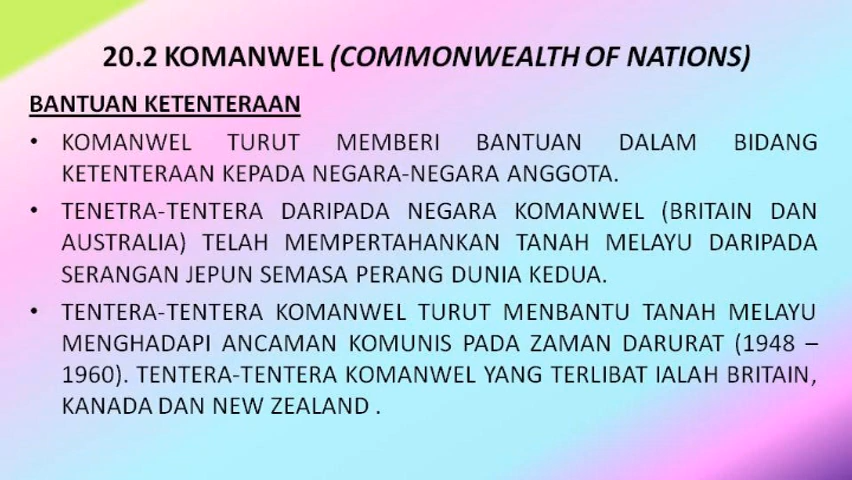 20.2 KOMANWEL (COMMONWEALTH OF NATIONS)
BANTUAN KETENTERAAN
• KOMANWEL TURUT MEMBERI BANTUAN DALAM BIDANG
KETENTERAAN KEPADA NEGARA-NEGARA ANGGOTA.
• TENETRA-TENTERA DARIPADA NEGARA KOMANWEL (BRITAIN DAN
AUSTRALIA) TELAH MEMPERTAHANKAN TANAH MELAYU DARIPADA
SERANGAN JEPUN SEMASA PERANG DUNIA KEDUA.
• TENTERA-TENTERA KOMANWEL TURUT MENBANTU TANAH MELAYU
MENGHADAPI ANCAMAN KOMUNIS PADA ZAMAN DARURAT (1948 –
1960). TENTERA-TENTERA KOMANWEL YANG TERLIBAT IALAH BRITAIN,
KANADA DAN NEW ZEALAND .